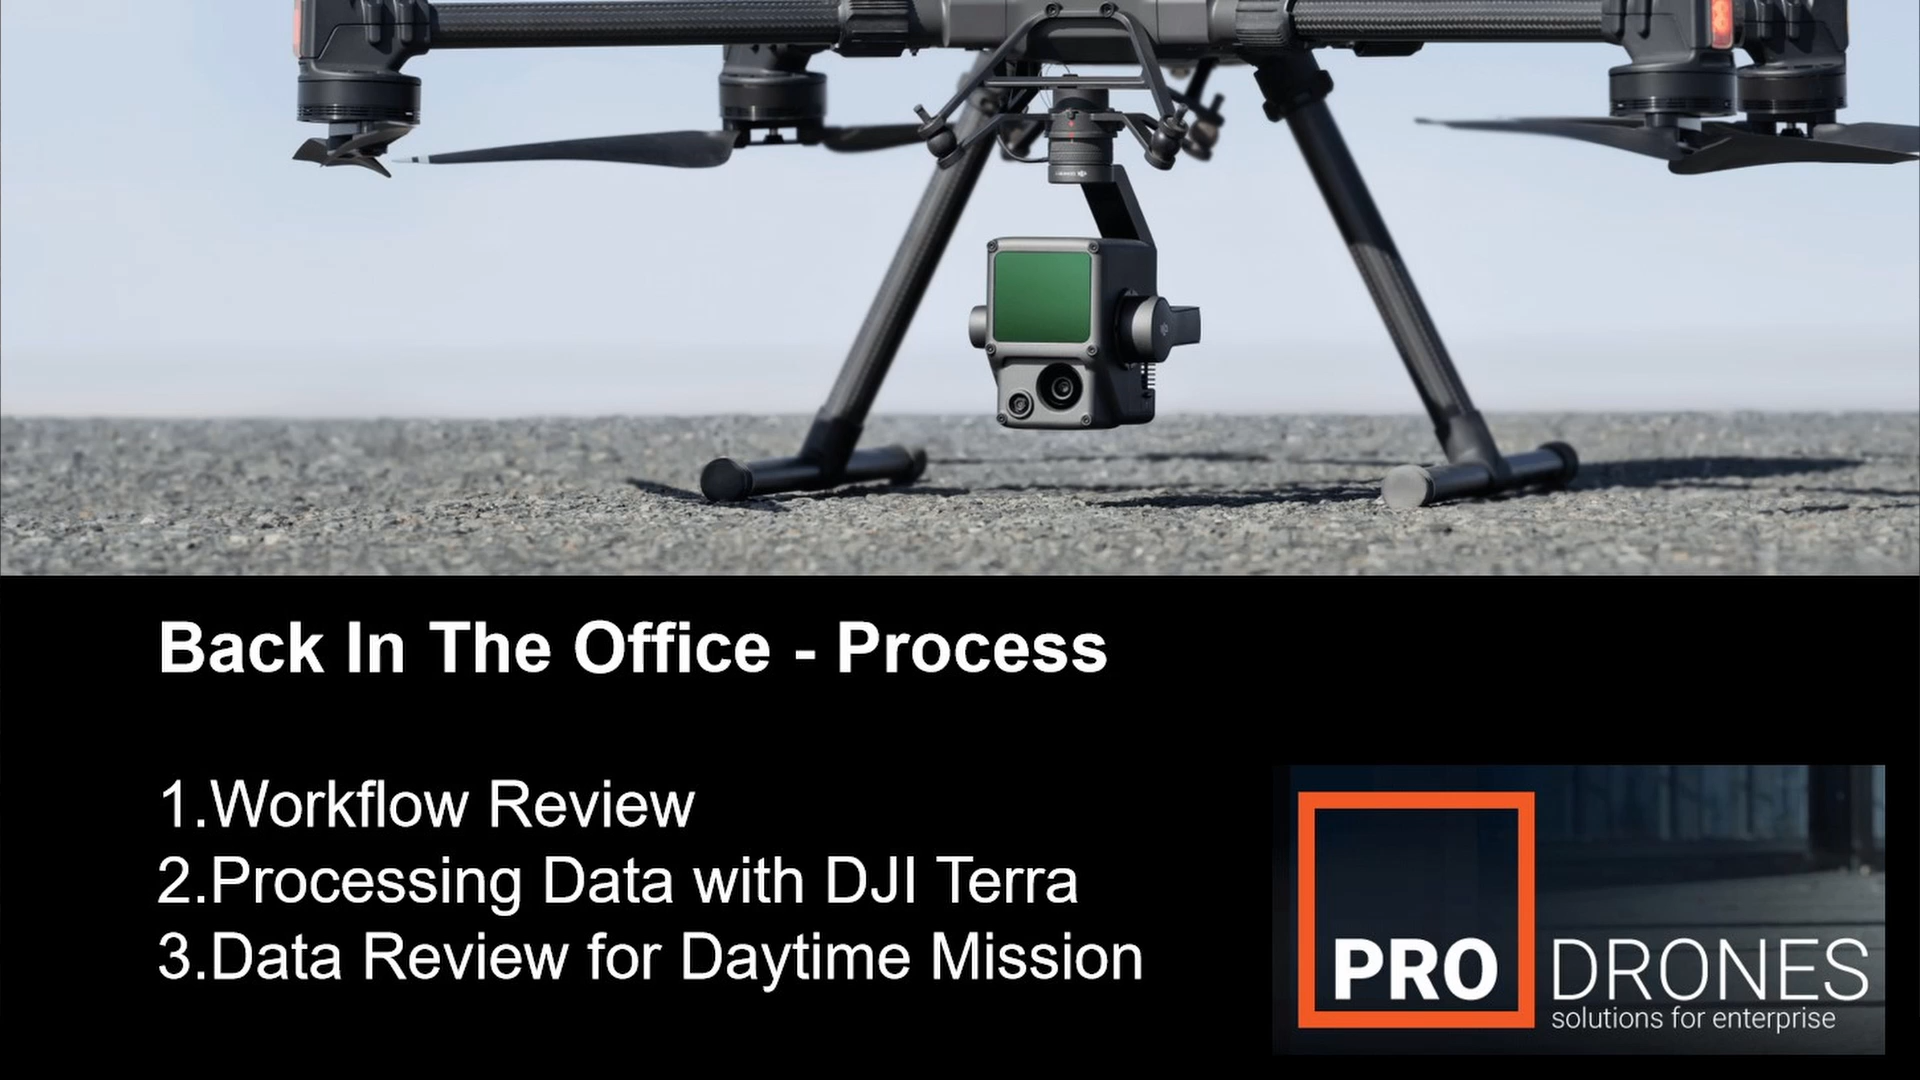 Back In The Office - Process
1.Workflow Review
2.Processing Data with DJI Terra
3.Data Review for Daytime Mission
PRO DRONES
solutions for enterprise